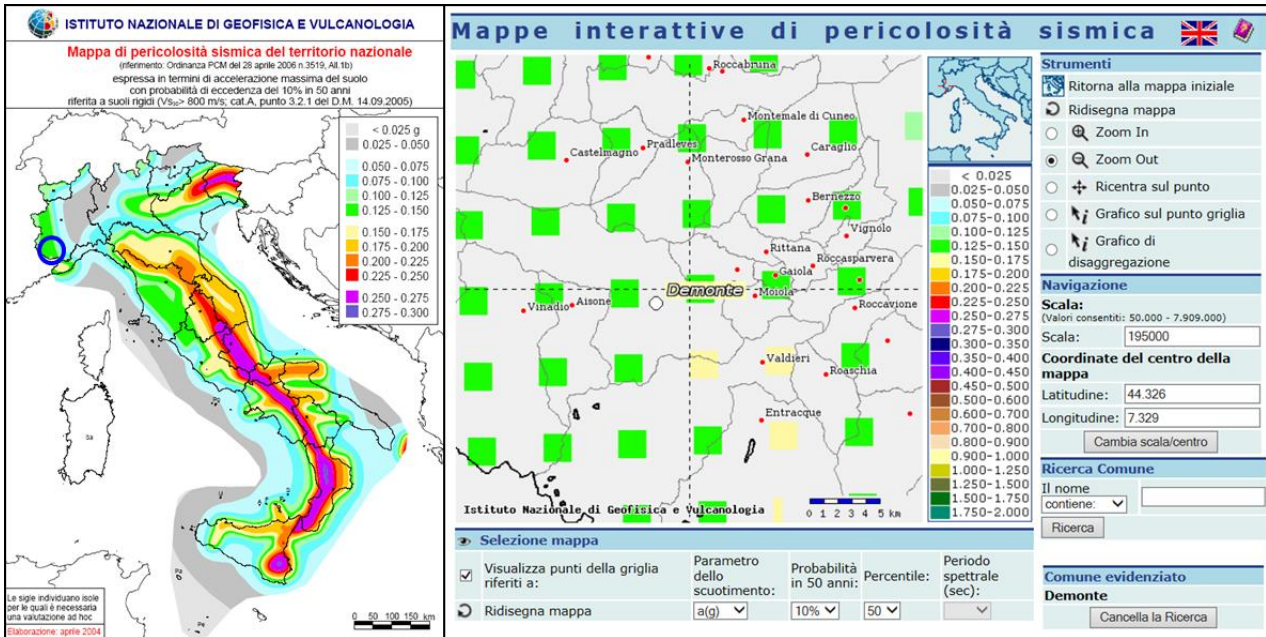 ISTITUTO NAZIONALE DI GEOFISICA E VULCANOLOGIA
Mappa di pericolosità sismica del territorio nazionale
(riferimento: Ordinanza PCM del 28 aprile 2006 n.3519, All.1b)
espressa in termini di accelerazione massima del suolo
con probabilità di eccedenza del 10% in 50 anni
riferita a suoli rigidi (Vs30> 800 m/s; cat.A, punto 3.2.1 del D.M. 14.09.2005)
< 0.025 g
0.025 - 0.050
0.050 - 0.075
0.075 - 0.100
0.100 - 0.125
0.125 - 0.150
0.150 - 0.175
0.175 - 0.200
0.200 - 0.225
0.225 - 0.250
0.250 - 0.275
0.275 - 0.300
Le sigle individuano isole
per le quali è necessaria
una valutazione ad hoc
Elaborazione: aprile 2004
0 50 100 150 km
Mappe interattive di pericolosità sismica
Roccabruna
Montemale di Cuneo
Pradleves
Castelmagno
Monterosso Grana
Caraglio
Bernezzo
Vignolo
Rittana
Roccasparvera
Gaiola
Demonte
Moiola
Aisone
Vinadio
Roccavione
Valdieri
Roaschia
Entracque
Istituto Nazionale di Geofisica e Vulcanologia
0 1 2 3 4 5 km
< 0.025
0.025-0.050
0.050-0.075
0.075-0.100
0.100-0.125
0.125-0.150
0.150-0.175
0.175-0.200
0.200-0.225
0.225-0.250
0.250-0.275
0.275-0.300
0.300-0.350
0.350-0.400
0.400-0.450
0.450-0.500
0.500-0.600
0.600-0.700
0.700-0.800
0.800-0.900
0.900-1.000
1.000-1.250
1.250-1.500
1.500-1.750
1.750-2.000
Strumenti
Ritorna alla mappa iniziale
Ridisegna mappa
Zoom In
Zoom Out
Ricentra sul punto
Grafico sul punto griglia
Grafico di
disaggregazione
Navigazione
Scala:
(Valori consentiti: 50.000 - 7.909.000)
Scala: 195000
Coordinate del centro della
mappa
Latitudine: 44.326
Longitudine: 7.329
Cambia scala/centro
Ricerca Comune
Il nome
contiene:
Ricerca
Comune evidenziato
Demonte
Cancella la Ricerca
Selezione mappa
Visualizza punti della griglia
riferiti a:
Parametro
dello
scuotimento:
Probabilità
in 50 anni:
Percentile:
Periodo
spettrale
(sec):
Ridisegna mappa
a(g)
10%
50